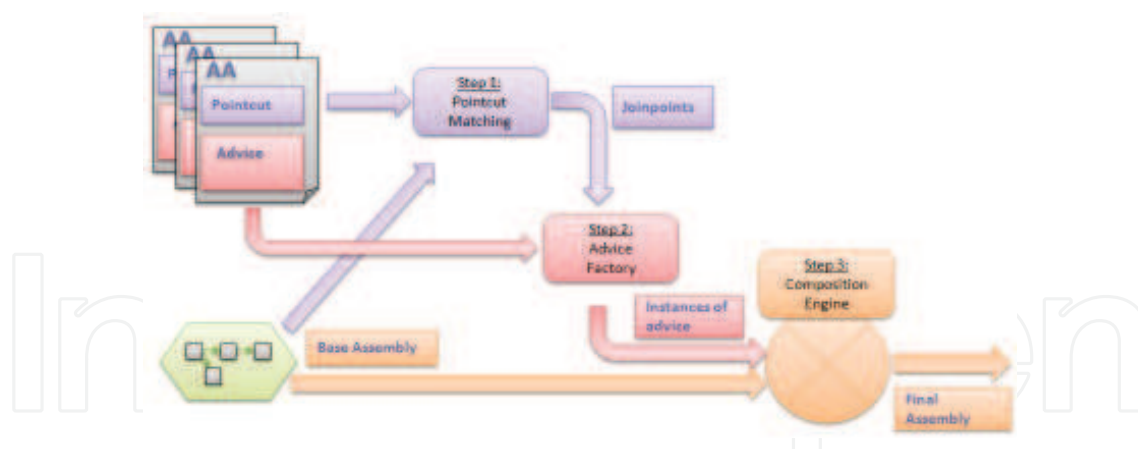 AA
AA
AA
Pointcut
Advice
Step 1:
Pointcut
Matching
Joinpoints
Step 2:
Advice
Factory
Step 3:
Composition
Engine
Instances of
advice
Base Assembly
Final
Assembly